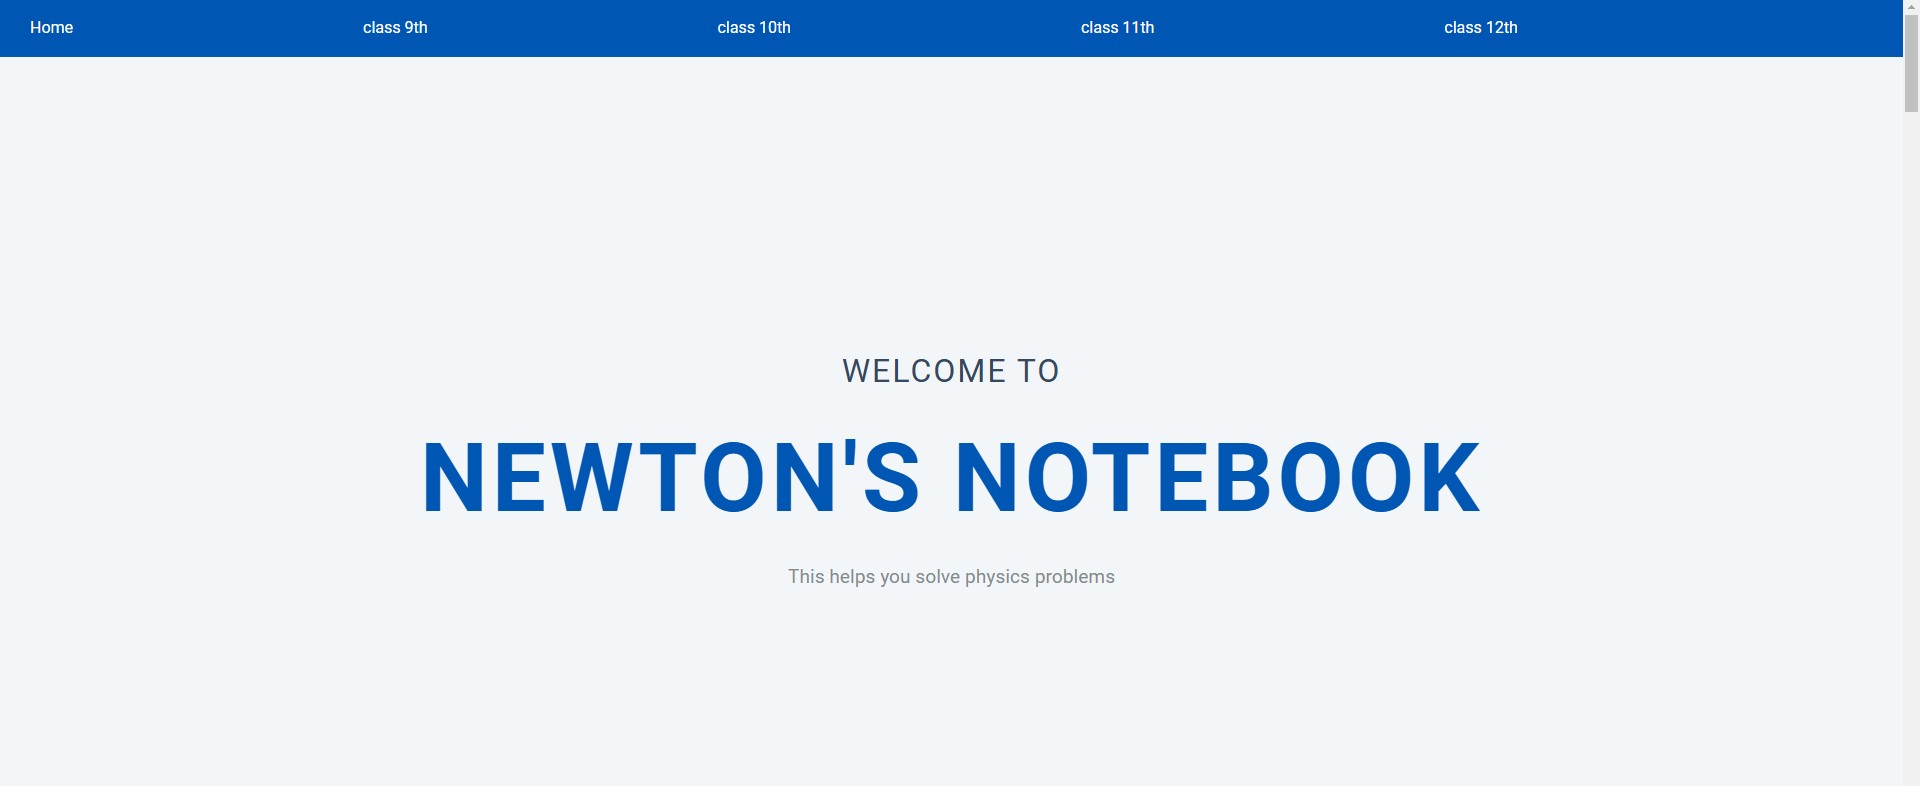 Home class 9th class 10th class 11th class 12th
WELCOME TO
NEWTON'S NOTEBOOK
This helps you solve physics problems